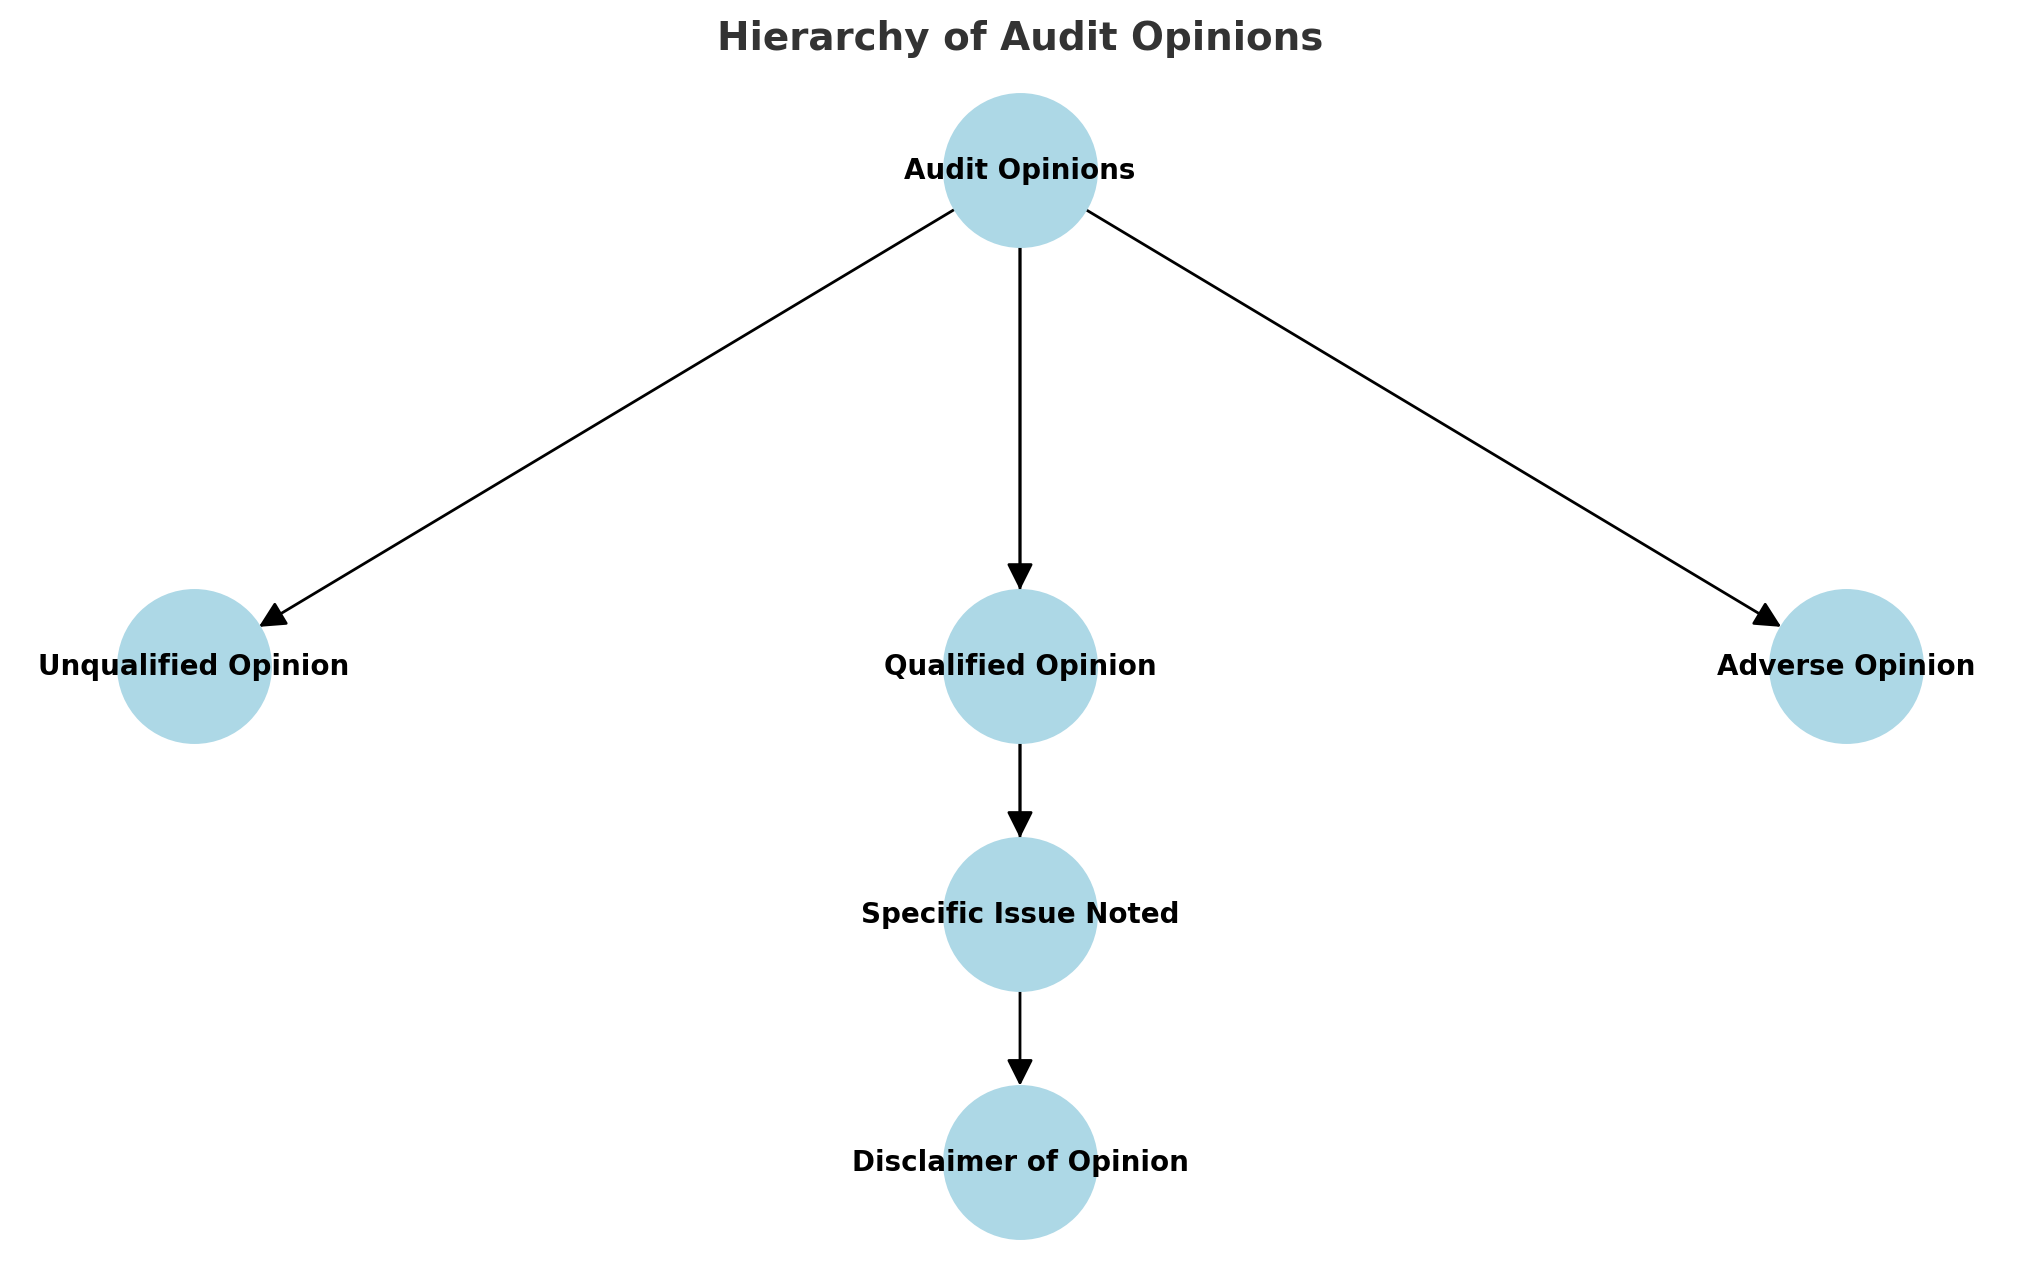 Hierarchy of Audit Opinions
Audit Opinions
Unqualified Opinion
Qualified Opinion
Adverse Opinion
Specific Issue Noted
Disclaimer of Opinion